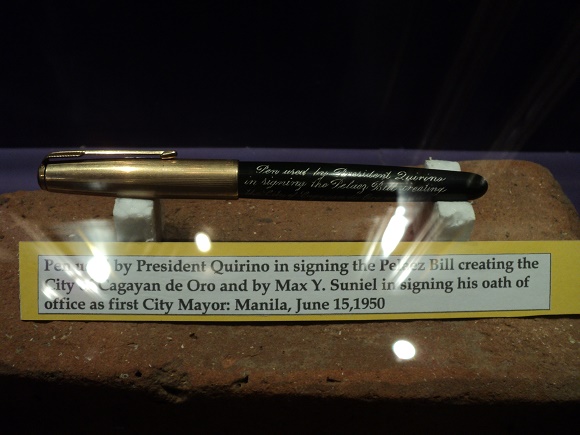 Pen used by President Quirino
in signing the Pelaez Bill creating
Pen by President Quirino in signing the Pelaez Bill creating the
City Cagayan de Oro and by Max Y. Suniel in signing his oath of
office as first City Mayor: Manila, June 15,1950